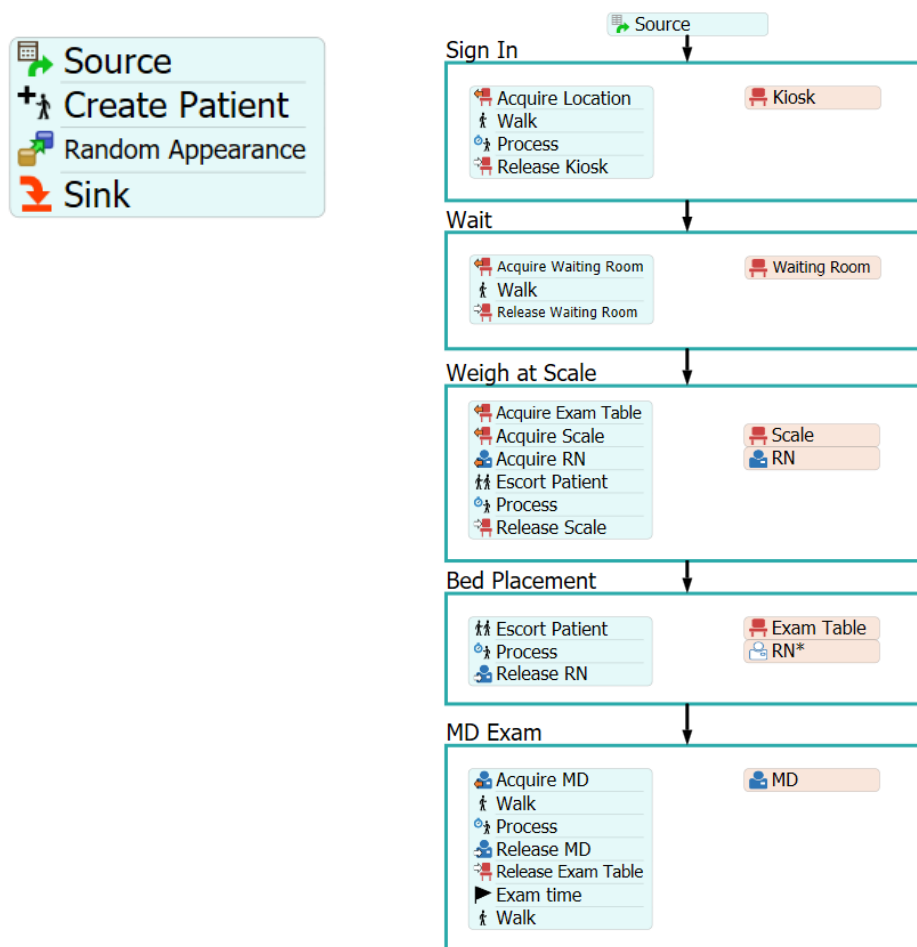 Source
Create Patient
Random Appearance
Sink
Source
Sign In
Acquire Location
Walk
Process
Release Kiosk
Kiosk
Wait
Acquire Waiting Room
Walk
Release Waiting Room
Waiting Room
Weigh at Scale
Acquire Exam Table
Acquire Scale
Acquire RN
Escort Patient
Process
Release Scale
Scale
RN
Bed Placement
Escort Patient
Process
Release RN
Exam Table
RN*
MD Exam
Acquire MD
Walk
Process
Release MD
Release Exam Table
Exam time
Walk
MD